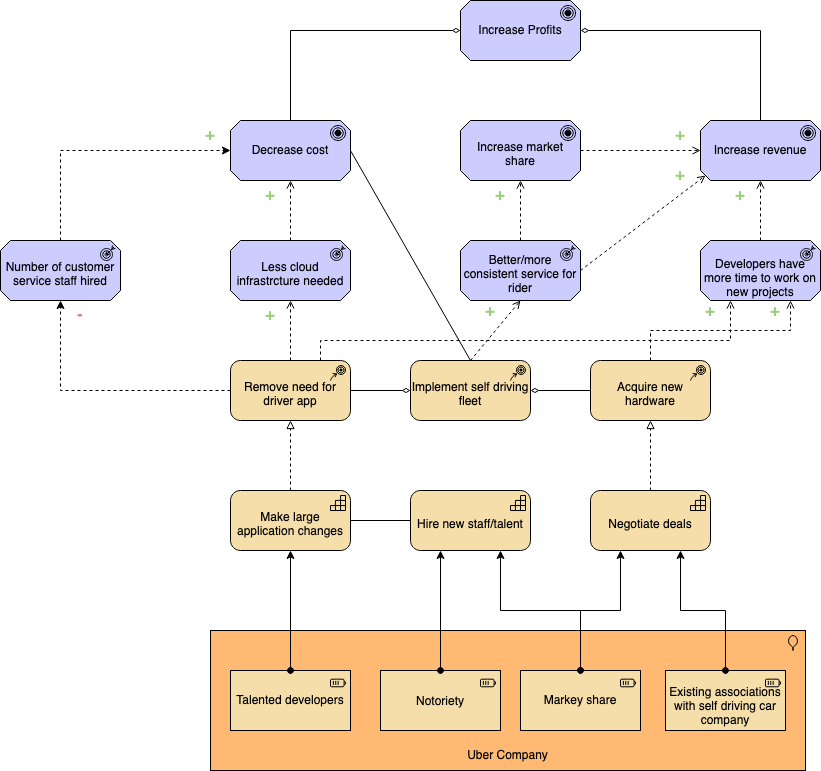 Increase Profits
+
+
Decrease cost
Increase market
share
Increase revenue
+
+
+
+
Number of customer
service staff hired
Less cloud
infrastrcture needed
Better/more
consistent service for
rider
Developers have
more time to work on
new projects
-
+
+
+
+
Remove need for
driver app
Implement self driving
fleet
Acquire new
hardware
Make large
application changes
Hire new staff/talent
Negotiate deals
Talented developers
Notoriety
Markey share
Existing associations
with self driving car
company
Uber Company